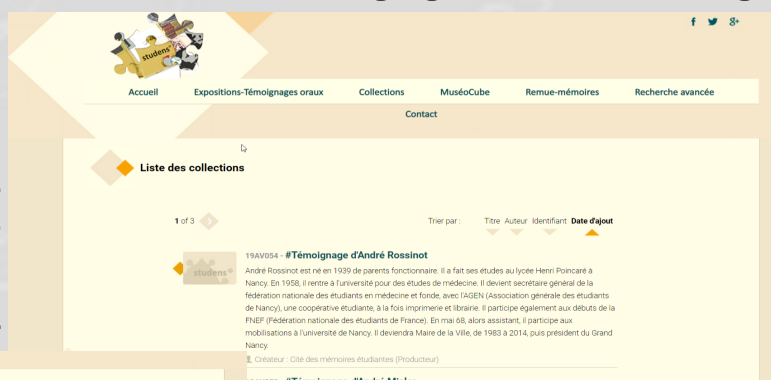 studens
f
g+
Accueil Expositions-Témoignages oraux Collections MuséoCube Remue-mémoires Recherche avancée
Contact
Liste des collections
1 of 3
Trier par : Titre Auteur Identifiant Date d'ajout
studens
19AV054 - #Témoignage d'André Rossinot
André Rossinot est né en 1939 de parents fonctionnaire. Il a fait ses études au lycée Henri Poincaré à
Nancy. En 1958, il rentre à l'université pour des études de médecine. Il devient secrétaire général de la
fédération nationale des étudiants en médecine et fonde, avec l'AGEN (Association générale des étudiants
de Nancy), une coopérative étudiante, à la fois imprimerie et librairie. Il participe également aux débuts de la
FNEF (Fédération nationale des étudiants de France). En mai 68, alors assistant, il participe aux
mobilisations à l'université de Nancy. Il deviendra Maire de la Ville, de 1983 à 2014, puis président du Grand
Nancy.
Créateur : Cité des mémoires étudiantes (Producteur)